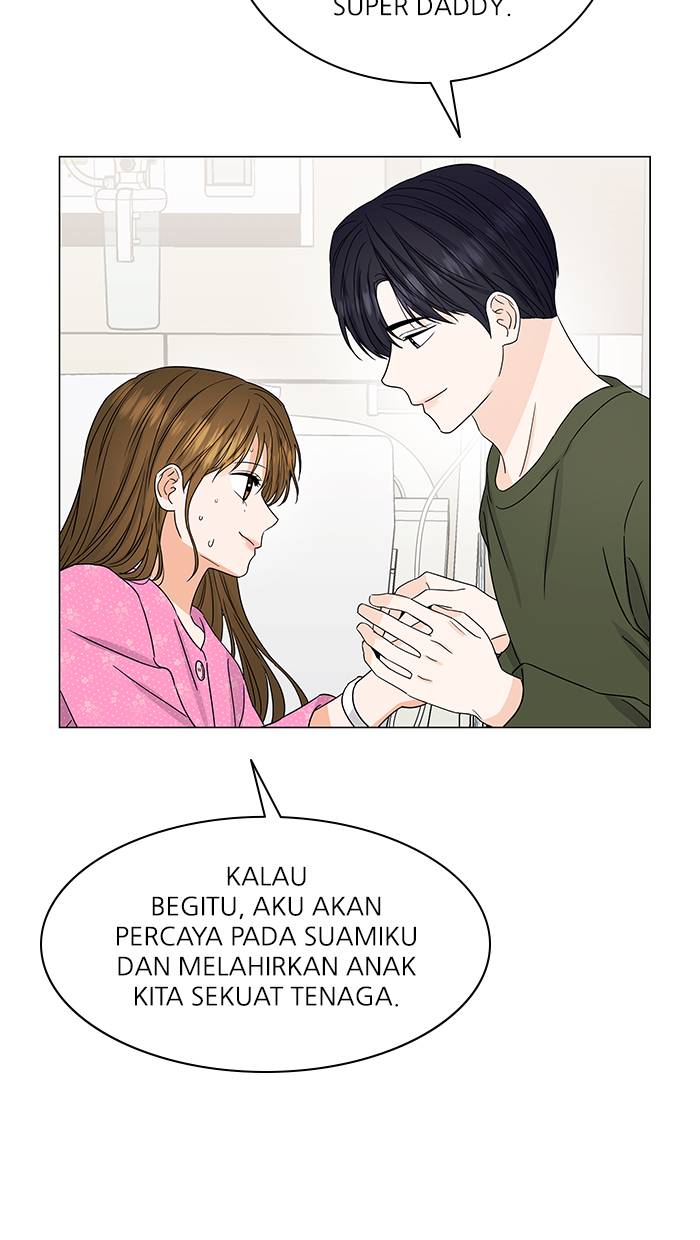 SUPER DADDY.
KALAU
BEGITU, AKU AKAN
PERCAYA PADA SUAMIKU
DAN MELAHIRKAN ANAK
KITA SEKUAT TENAGA.